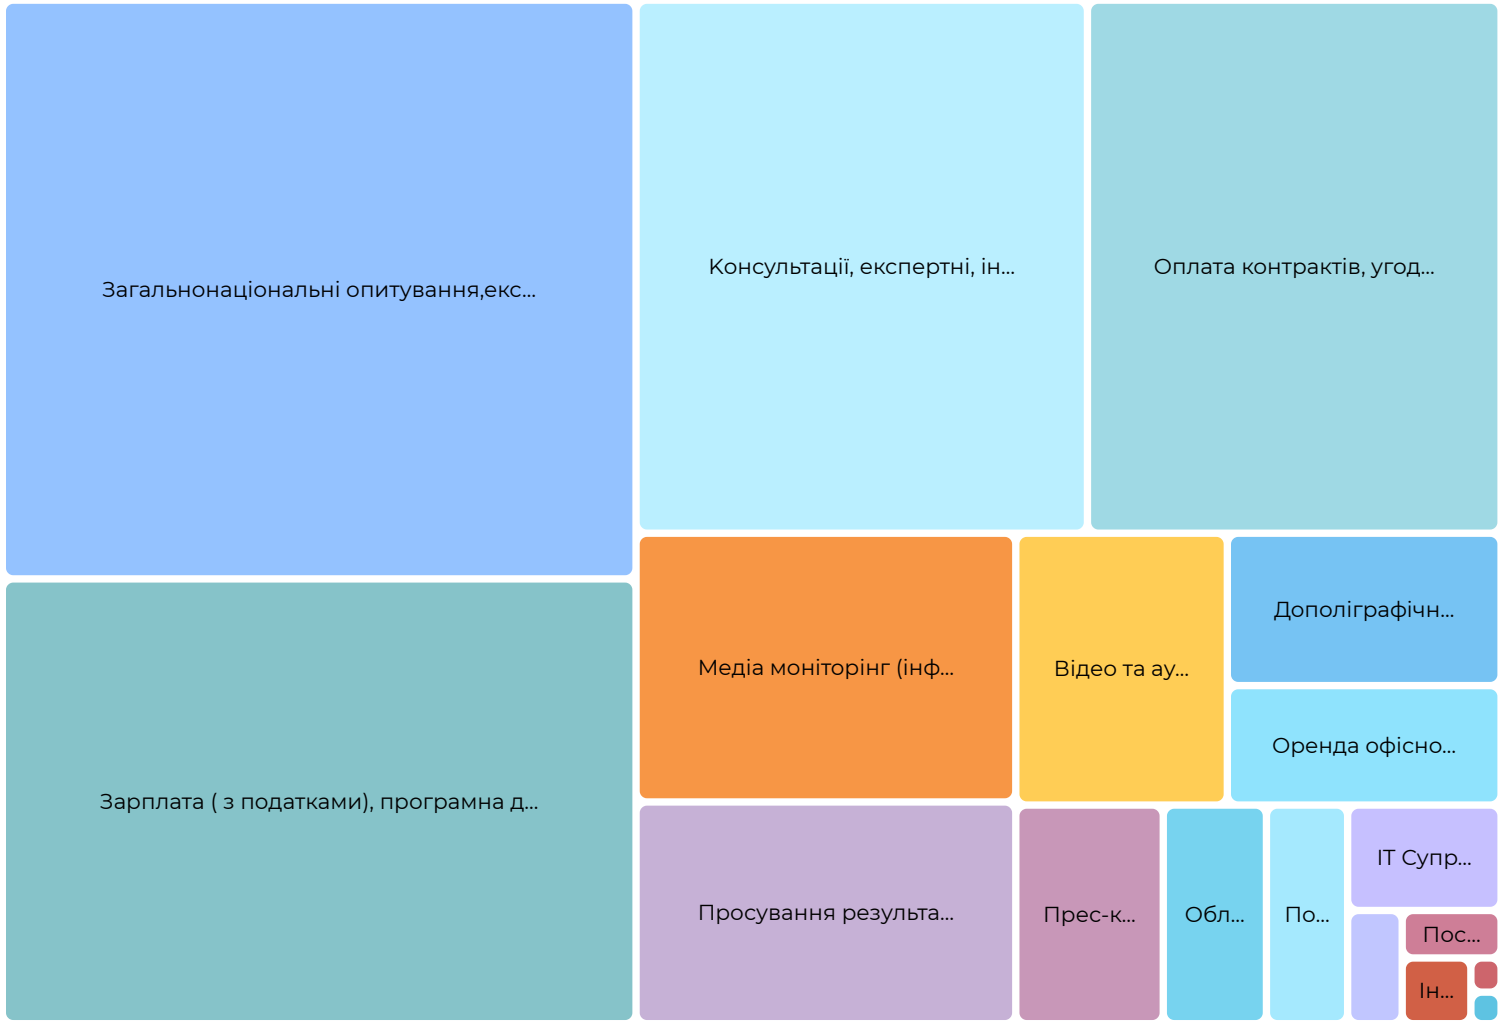 Загальнонаціональні опитування,екс...
Консультації, експертні, ін...
Оплата контрактів, угод...
Зарплата ( з податками), програмна д...
Медіа моніторінг (інф...
Відео та ау...
Дополіграфічн...
Оренда офісно...
Просування результа...
Прес-к...
Обл...
По...
ІТ Супр...
Пос...
Ін...